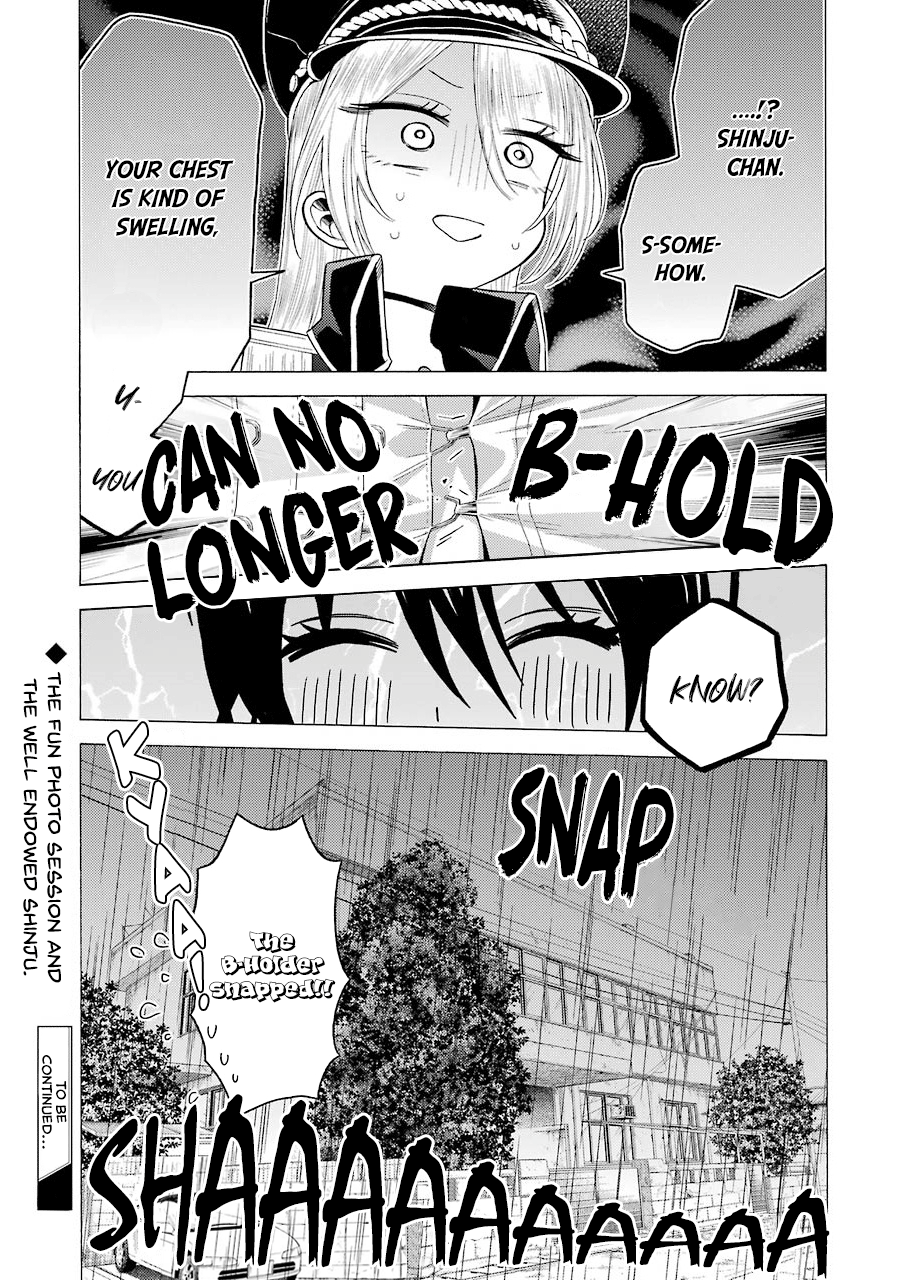 ....!?
SHINJU-
CHAN.
S-SOME-
HOW.
YOUR CHEST
IS KIND OF
SWELLING,
Y-
YOU
CAN NO
LONGER
B-HOLD
KNOW?
SNAP
KYAAA!
The
B-Holder
snapped!!
SHAAAAAAAAAAA
◆ THE FUN PHOTO SESSION AND
THE WELL ENDOWED SHINJU.
TO BE
CONTINUED...